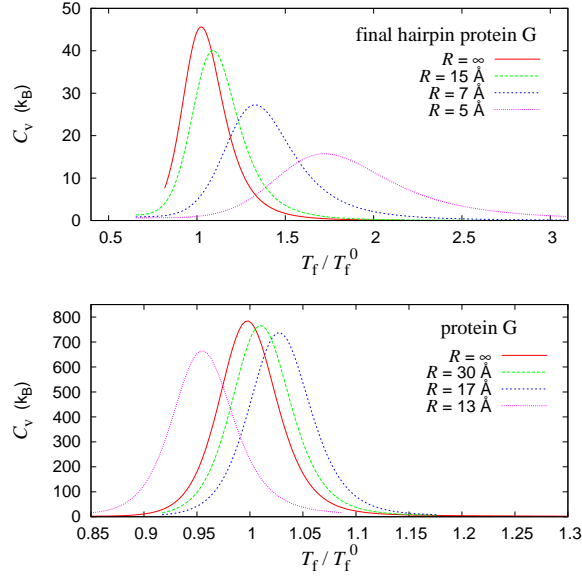 final hairpin protein G
R = ∞
R = 15 Å
R = 7 Å
R = 5 Å
C_v (k_B)
50
40
30
20
10
0
0.5 1 1.5 2 2.5 3
T_f / T_f^0
protein G
R = ∞
R = 30 Å
R = 17 Å
R = 13 Å
C_v (k_B)
800
700
600
500
400
300
200
100
0
0.85 0.9 0.95 1 1.05 1.1 1.15 1.2 1.25 1.3
T_f / T_f^0